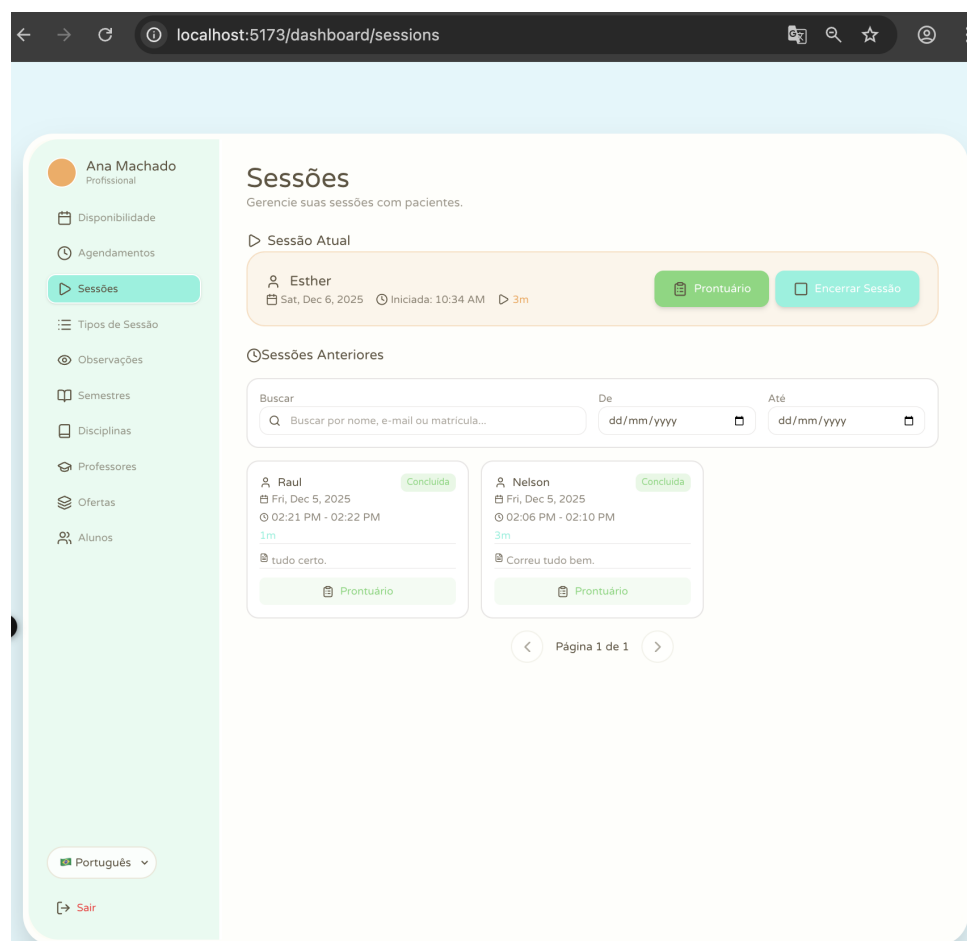 localhost:5173/dashboard/sessions
Ana Machado
Profissional
Disponibilidade
Agendamentos
Sessões
Tipos de Sessão
Observações
Semestres
Disciplinas
Professores
Ofertas
Alunos
Português
Sair
Sessões
Gerencie suas sessões com pacientes.
Sessão Atual
Esther
Sat, Dec 6, 2025 Iniciada: 10:34 AM 3m
Prontuário Encerrar Sessão
Sessões Anteriores
Buscar De Até
Buscar por nome, e-mail ou matricula... dd/mm/yyyy dd/mm/yyyy
Raul Concluida
Fri, Dec 5, 2025
02:21 PM - 02:22 PM
1m
tudo certo.
Prontuário
Nelson Concluida
Fri, Dec 5, 2025
02:06 PM - 02:10 PM
3m
Correu tudo bem.
Prontuário
Página 1 de 1